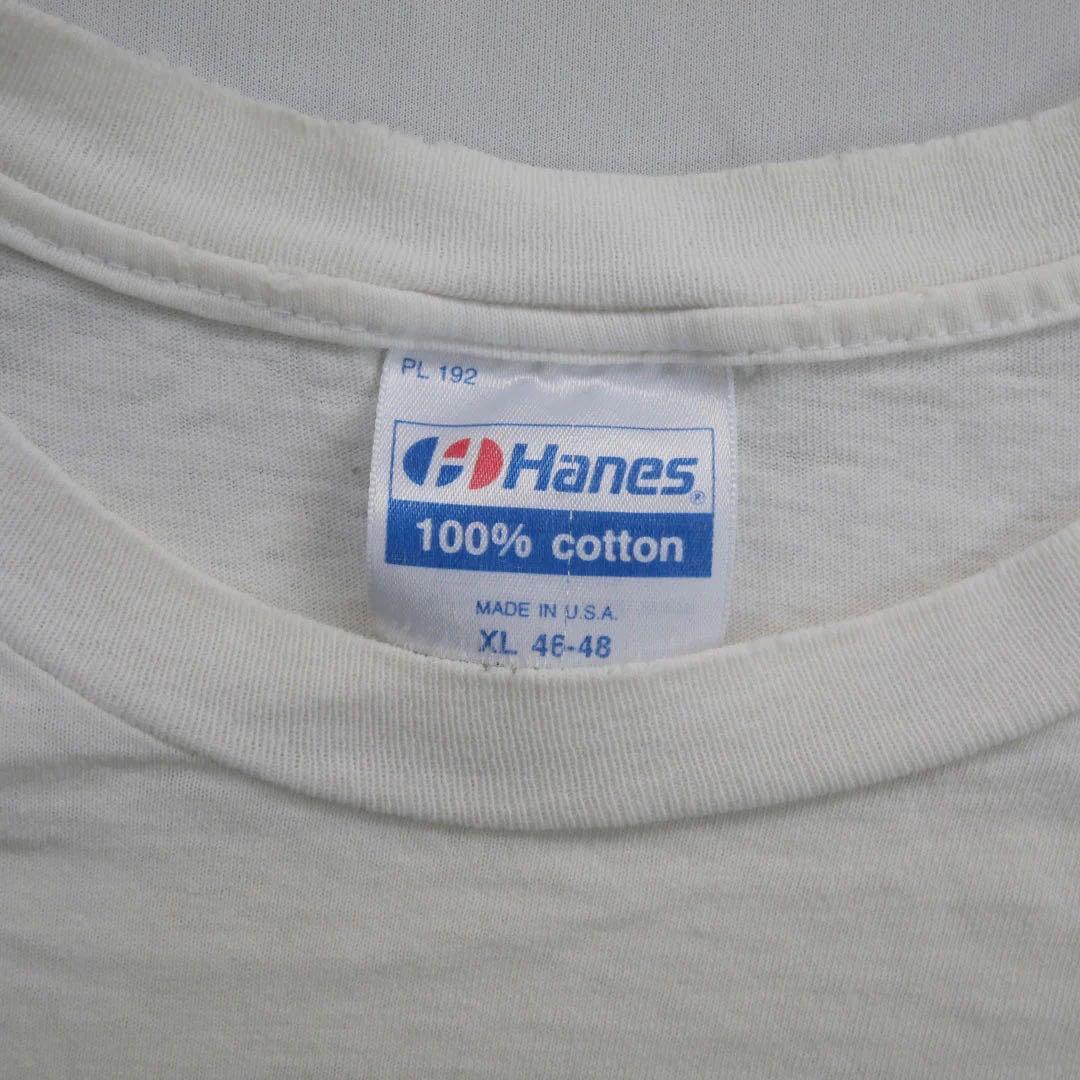 PL 192
Hanes®
100% cotton
MADE IN U.S.A.
XL 46-48